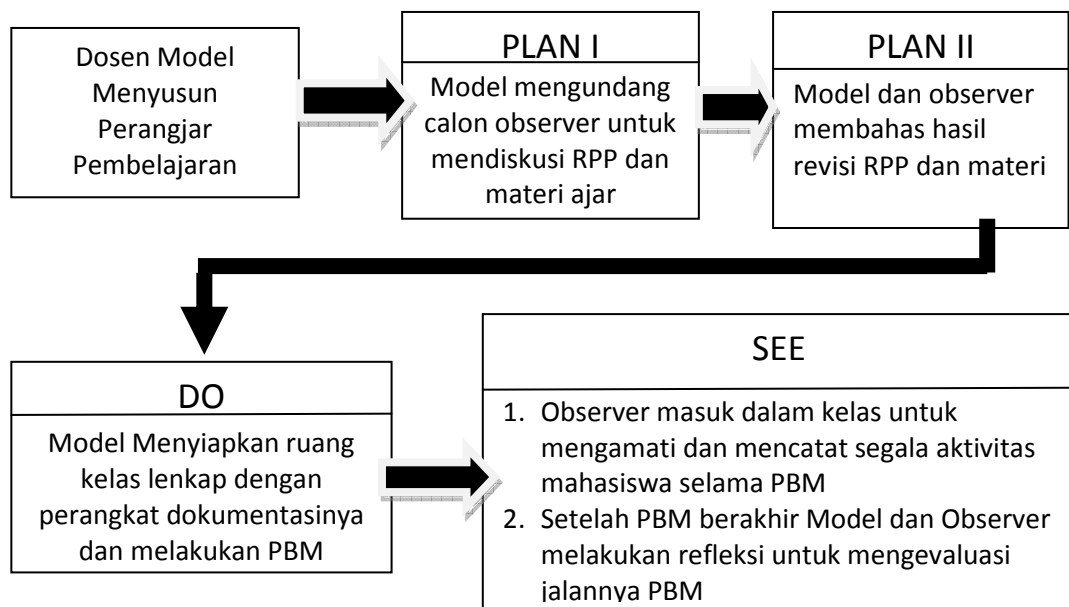 Dosen Model
Menyusun
Perangjar
Pembelajaran
PLAN I
Model mengundang
calon observer untuk
mendiskusi RPP dan
materi ajar
PLAN II
Model dan observer
membahas hasil
revisi RPP dan materi
DO
Model Menyiapkan ruang
kelas lenkap dengan
perangkat dokumentasinya
dan melakukan PBM
SEE
1. Observer masuk dalam kelas untuk
mengamati dan mencatat segala aktivitas
mahasiswa selama PBM
2. Setelah PBM berakhir Model dan Observer
melakukan refleksi untuk mengevaluasi
jalannya PBM